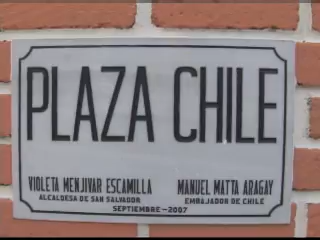 PLAZA CHILE
VIOLETA MENJIVAR ESCAMILLA MANUEL MATTA ARAGAY
ALCALDESA DE SAN SALVADOR EMBAJADOR DE CHILE
SEPTIEMBRE-2007